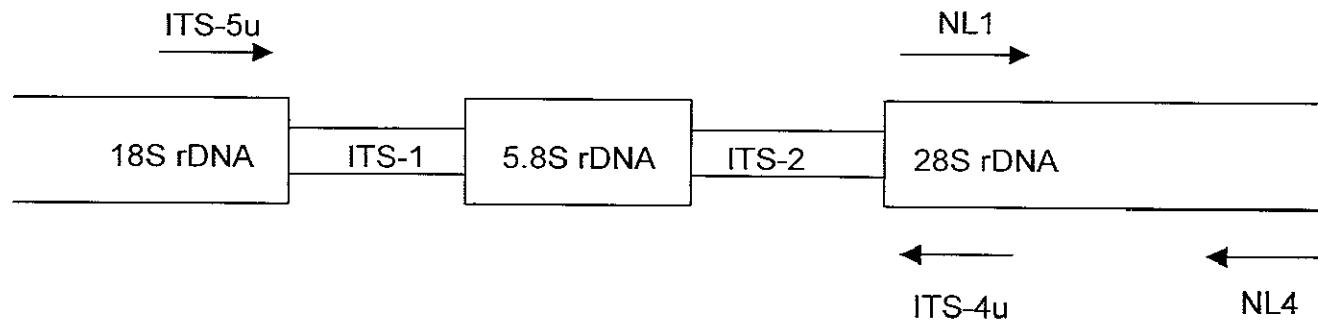 ITS-5u
NL1
18S rDNA
ITS-1
5.8S rDNA
ITS-2
28S rDNA
ITS-4u
NL4